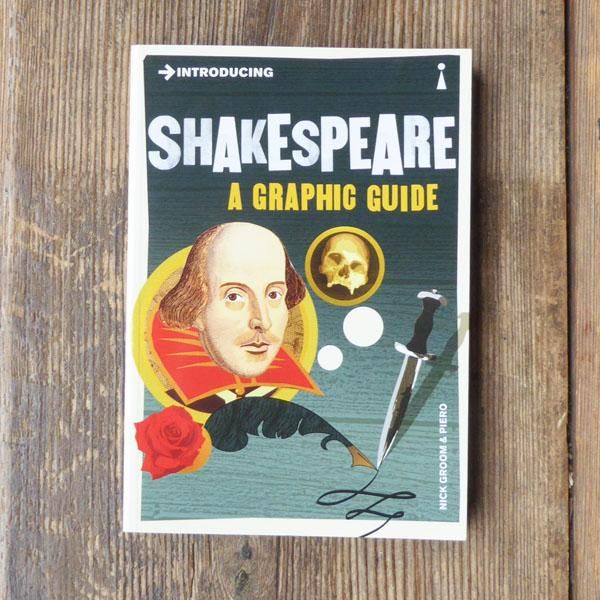 INTRODUCING
SHAKESPEARE
A GRAPHIC GUIDE
NICK GROOM & PIERO